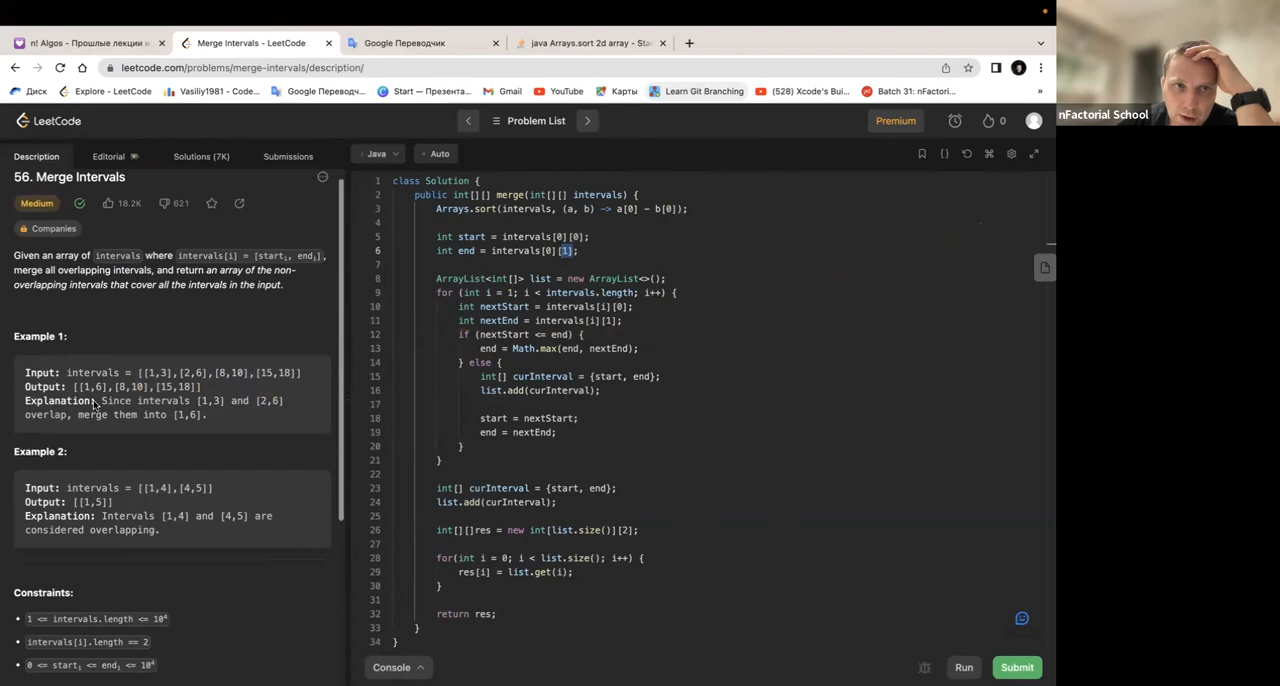 n! Algos - Прошлые лекции и
Merge Intervals - LeetCode
Google Переводчик
java Arrays.sort 2d array - Sta
leetcode.com/problems/merge-intervals/description/
Диск
Explore - LeetCode
Vasiliy1981 - Code...
Google Переводч...
Start — Презента...
Gmail
YouTube
Карты
Learn Git Branching
(528) Xcode's Bui...
Batch 31: nFactori...
»
nFactorial School
LeetCode
Problem List
Premium
0
Description
Editorial
Solutions (7K)
Submissions
Java
Auto
56. Merge Intervals
Medium
18.2K
621
Companies
Given an array of intervals where intervals[i] = [starti, endi],
merge all overlapping intervals, and return an array of the non-
overlapping intervals that cover all the intervals in the input.
Example 1:
Input: intervals = [[1,3],[2,6],[8,10],[15,18]]
Output: [[1,6],[8,10],[15,18]]
Explanation: Since intervals [1,3] and [2,6]
overlap, merge them into [1,6].
Example 2:
Input: intervals = [[1,4],[4,5]]
Output: [[1,5]]
Explanation: Intervals [1,4] and [4,5] are
considered overlapping.
Constraints:
• 1 <= intervals.length <= 10^4
• intervals[i].length == 2
• 0 <= starti <= endi <= 10^4
1 class Solution {
2 public int[][] merge(int[][] intervals) {
3 Arrays.sort(intervals, (a, b) -> a[0] - b[0]);
4
5 int start = intervals[0][0];
6 int end = intervals[0][1];
7
8 ArrayList<int[]> list = new ArrayList<>();
9 for (int i = 1; i < intervals.length; i++) {
10 int nextStart = intervals[i][0];
11 int nextEnd = intervals[i][1];
12 if (nextStart <= end) {
13 end = Math.max(end, nextEnd);
14 } else {
15 int[] curInterval = {start, end};
16 list.add(curInterval);
17
18 start = nextStart;
19 end = nextEnd;
20 }
21 }
22
23 int[] curInterval = {start, end};
24 list.add(curInterval);
25
26 int[][]res = new int[list.size()][2];
27
28 for(int i = 0; i < list.size(); i++) {
29 res[i] = list.get(i);
30 }
31
32 return res;
33 }
34 }
Console
Run
Submit